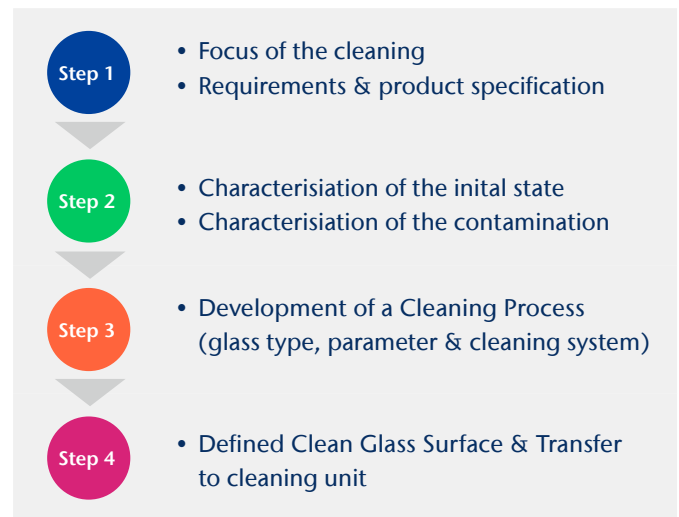 Step 1
• Focus of the cleaning
• Requirements & product specification
Step 2
• Characterisiation of the inital state
• Characterisiation of the contamination
Step 3
• Development of a Cleaning Process
(glass type, parameter & cleaning system)
Step 4
• Defined Clean Glass Surface & Transfer
to cleaning unit